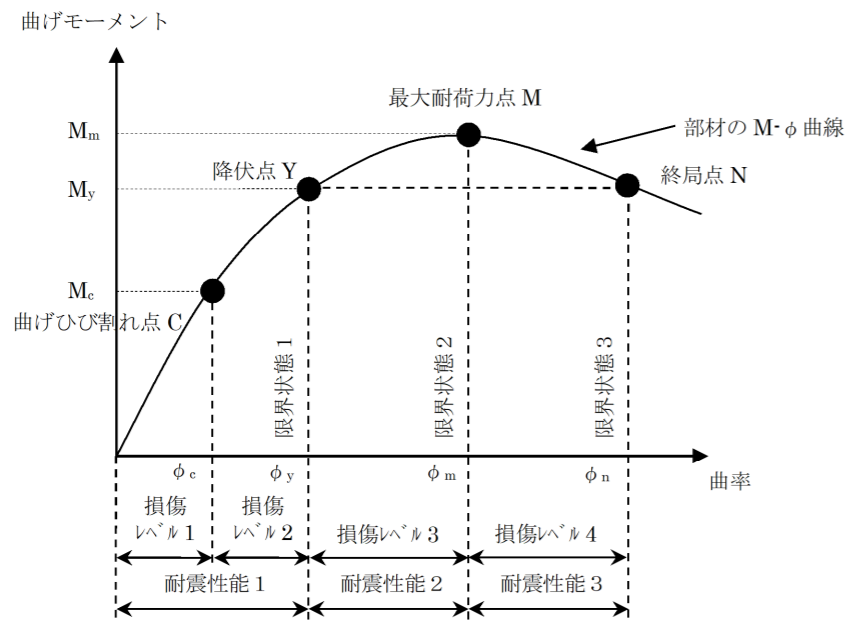 曲げモーメント
最大耐荷力点 M
Mm
部材の M-φ曲線
降伏点 Y
終局点 N
My
Mc
曲げひび割れ点 C
限界状態1
限界状態2
限界状態3
φc
φy
φm
φn
曲率
損傷
レベル1
損傷
レベル2
損傷レベル3
損傷レベル4
耐震性能1
耐震性能2
耐震性能3